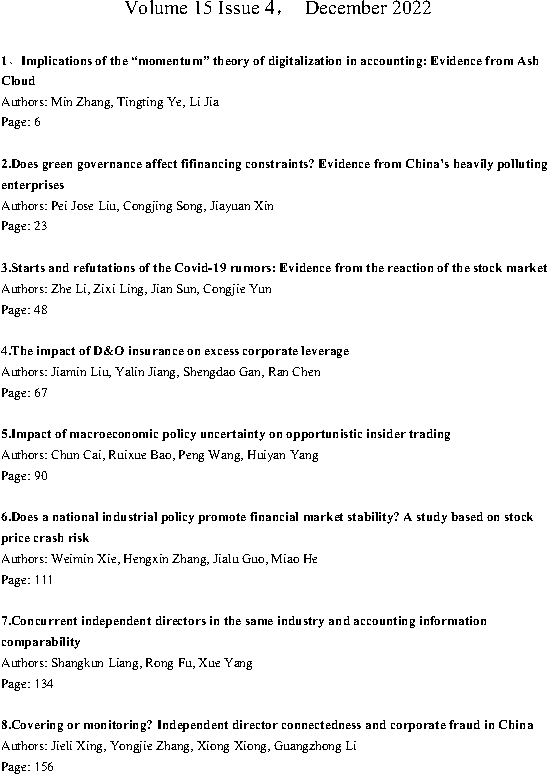 Volume 15 Issue 4， December 2022
1、Implications of the “momentum” theory of digitalization in accounting: Evidence from Ash
Cloud
Authors: Min Zhang, Tingting Ye, Li Jia
Page: 6
2.Does green governance affect fifinancing constraints? Evidence from China's heavily polluting
enterprises
Authors: Pei Jose Liu, Congjing Song, Jiayuan Xin
Page: 23
3.Starts and refutations of the Covid-19 rumors: Evidence from the reaction of the stock market
Authors: Zhe Li, Zixi Ling, Jian Sun, Congjie Yun
Page: 48
4.The impact of D&O insurance on excess corporate leverage
Authors: Jiamin Liu, Yalin Jiang, Shengdao Gan, Ran Chen
Page: 67
5.Impact of macroeconomic policy uncertainty on opportunistic insider trading
Authors: Chun Cai, Ruixue Bao, Peng Wang, Huiyan Yang
Page: 90
6.Does a national industrial policy promote financial market stability? A study based on stock
price crash risk
Authors: Weimin Xie, Hengxin Zhang, Jialu Guo, Miao He
Page: 111
7.Concurrent independent directors in the same industry and accounting information
comparability
Authors: Shangkun Liang, Rong Fu, Xue Yang
Page: 134
8.Covering or monitoring? Independent director connectedness and corporate fraud in China
Authors: Jieli Xing, Yongjie Zhang, Xiong Xiong, Guangzhong Li
Page: 156